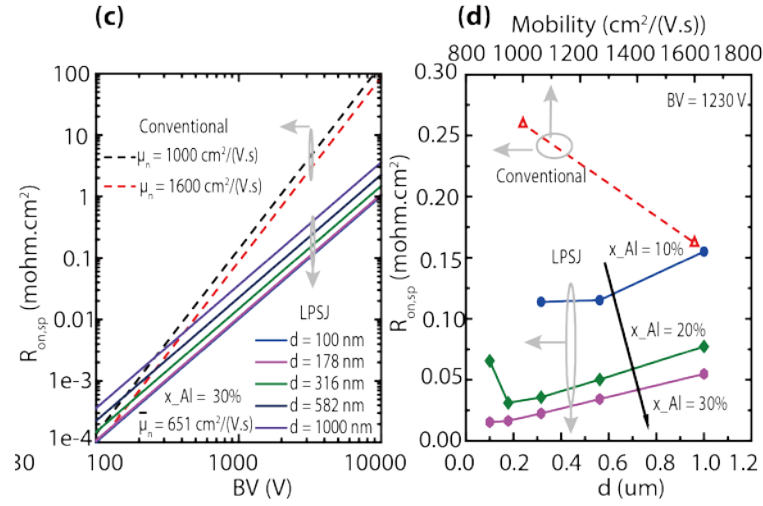 (c)
100
10
1
0.1
0.01
1e-3
1e-4
R_on,sp (mohm.cm²)
Conventional
μ_n = 1000 cm²/(V.s)
μ_n = 1600 cm²/(V.s)
LPSJ
d = 100 nm
d = 178 nm
d = 316 nm
d = 582 nm
d = 1000 nm
x_Al = 30%
μ̄_n = 651 cm²/(V.s)
30
100
1000
10000
BV (V)
(d)
Mobility (cm²/(V.s)
800 1000 1200 1400 1600 1800
0.30
0.25
0.20
0.15
0.10
0.05
0.00
R_on,sp (mohm.cm²)
BV = 1230 V
Conventional
LPSJ
x_Al = 10%
x_Al = 20%
x_Al = 30%
0.0 0.2 0.4 0.6 0.8 1.0 1.2
d (um)